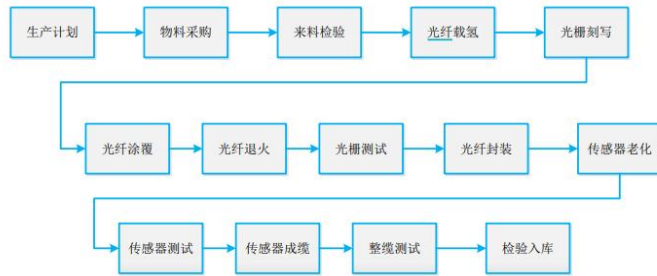 生产计划
物料采购
来料检验
光纤载氢
光栅刻写
光纤涂覆
光纤退火
光栅测试
光纤封装
传感器老化
传感器测试
传感器成缆
整缆测试
检验入库